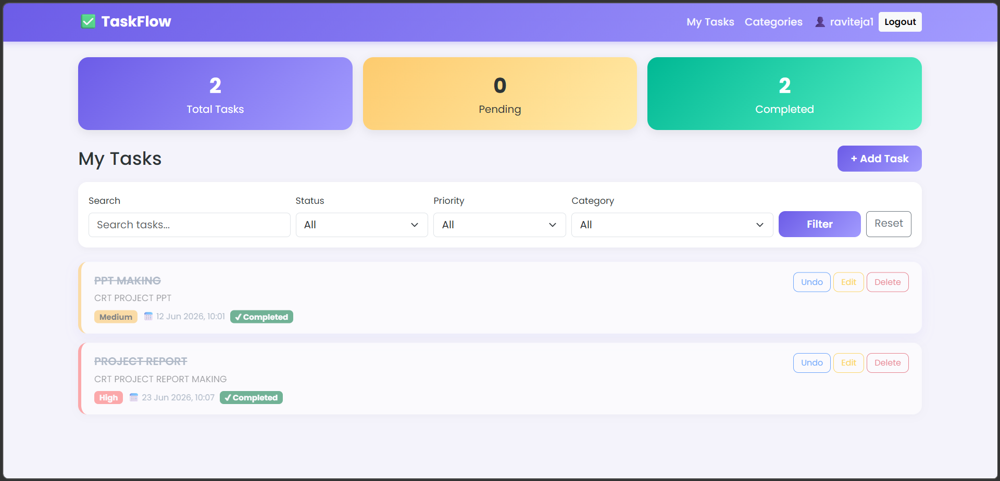 ✅ TaskFlow
My Tasks Categories 👤 raviteja1 Logout
2
Total Tasks
0
Pending
2
Completed
My Tasks
+ Add Task
Search
Status
Priority
Category
Search tasks...
All
All
All
Filter
Reset
PPT MAKING
Undo Edit Delete
CRT PROJECT PPT
Medium 12 Jun 2026, 10:01 ✓ Completed
PROJECT REPORT
Undo Edit Delete
CRT PROJECT REPORT MAKING
High 23 Jun 2026, 10:07 ✓ Completed